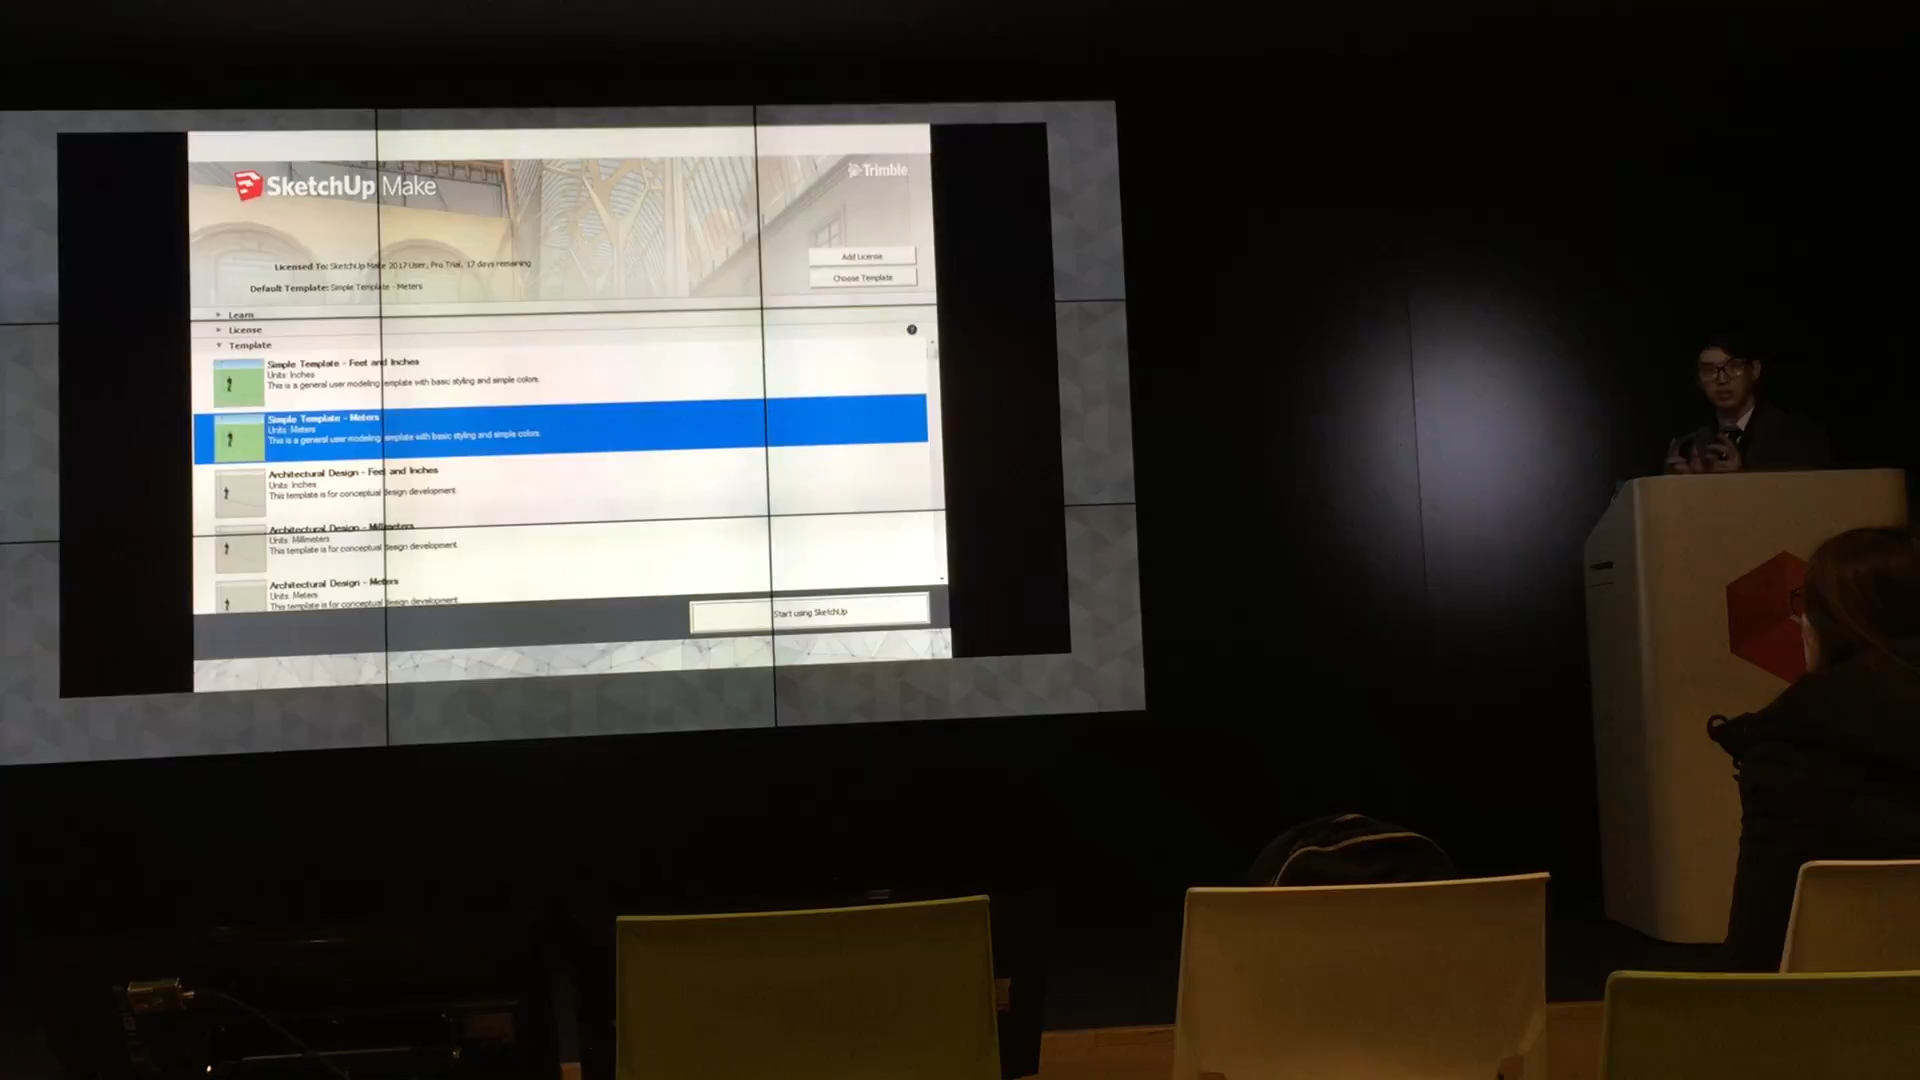 SketchUp Make
Trimble
Licensed To: SketchUp Make 2017 User, Pro Trial, 17 days remaining
Add License
Default Template: Simple Template - Meters
Choose Template
Learn
License
Template
Simple Template - Feet and Inches
Units: Inches
This is a general user modeling template with basic styling and simple colors.
Simple Template - Meters
Units: Meters
This is a general user modeling template with basic styling and simple colors.
Architectural Design - Feet and Inches
Units: Inches
This template is for conceptual design development.
Architectural Design - Millimeters
Units: Millimeters
This template is for conceptual design development.
Architectural Design - Meters
Units: Meters
This template is for conceptual design development.
Start using SketchUp